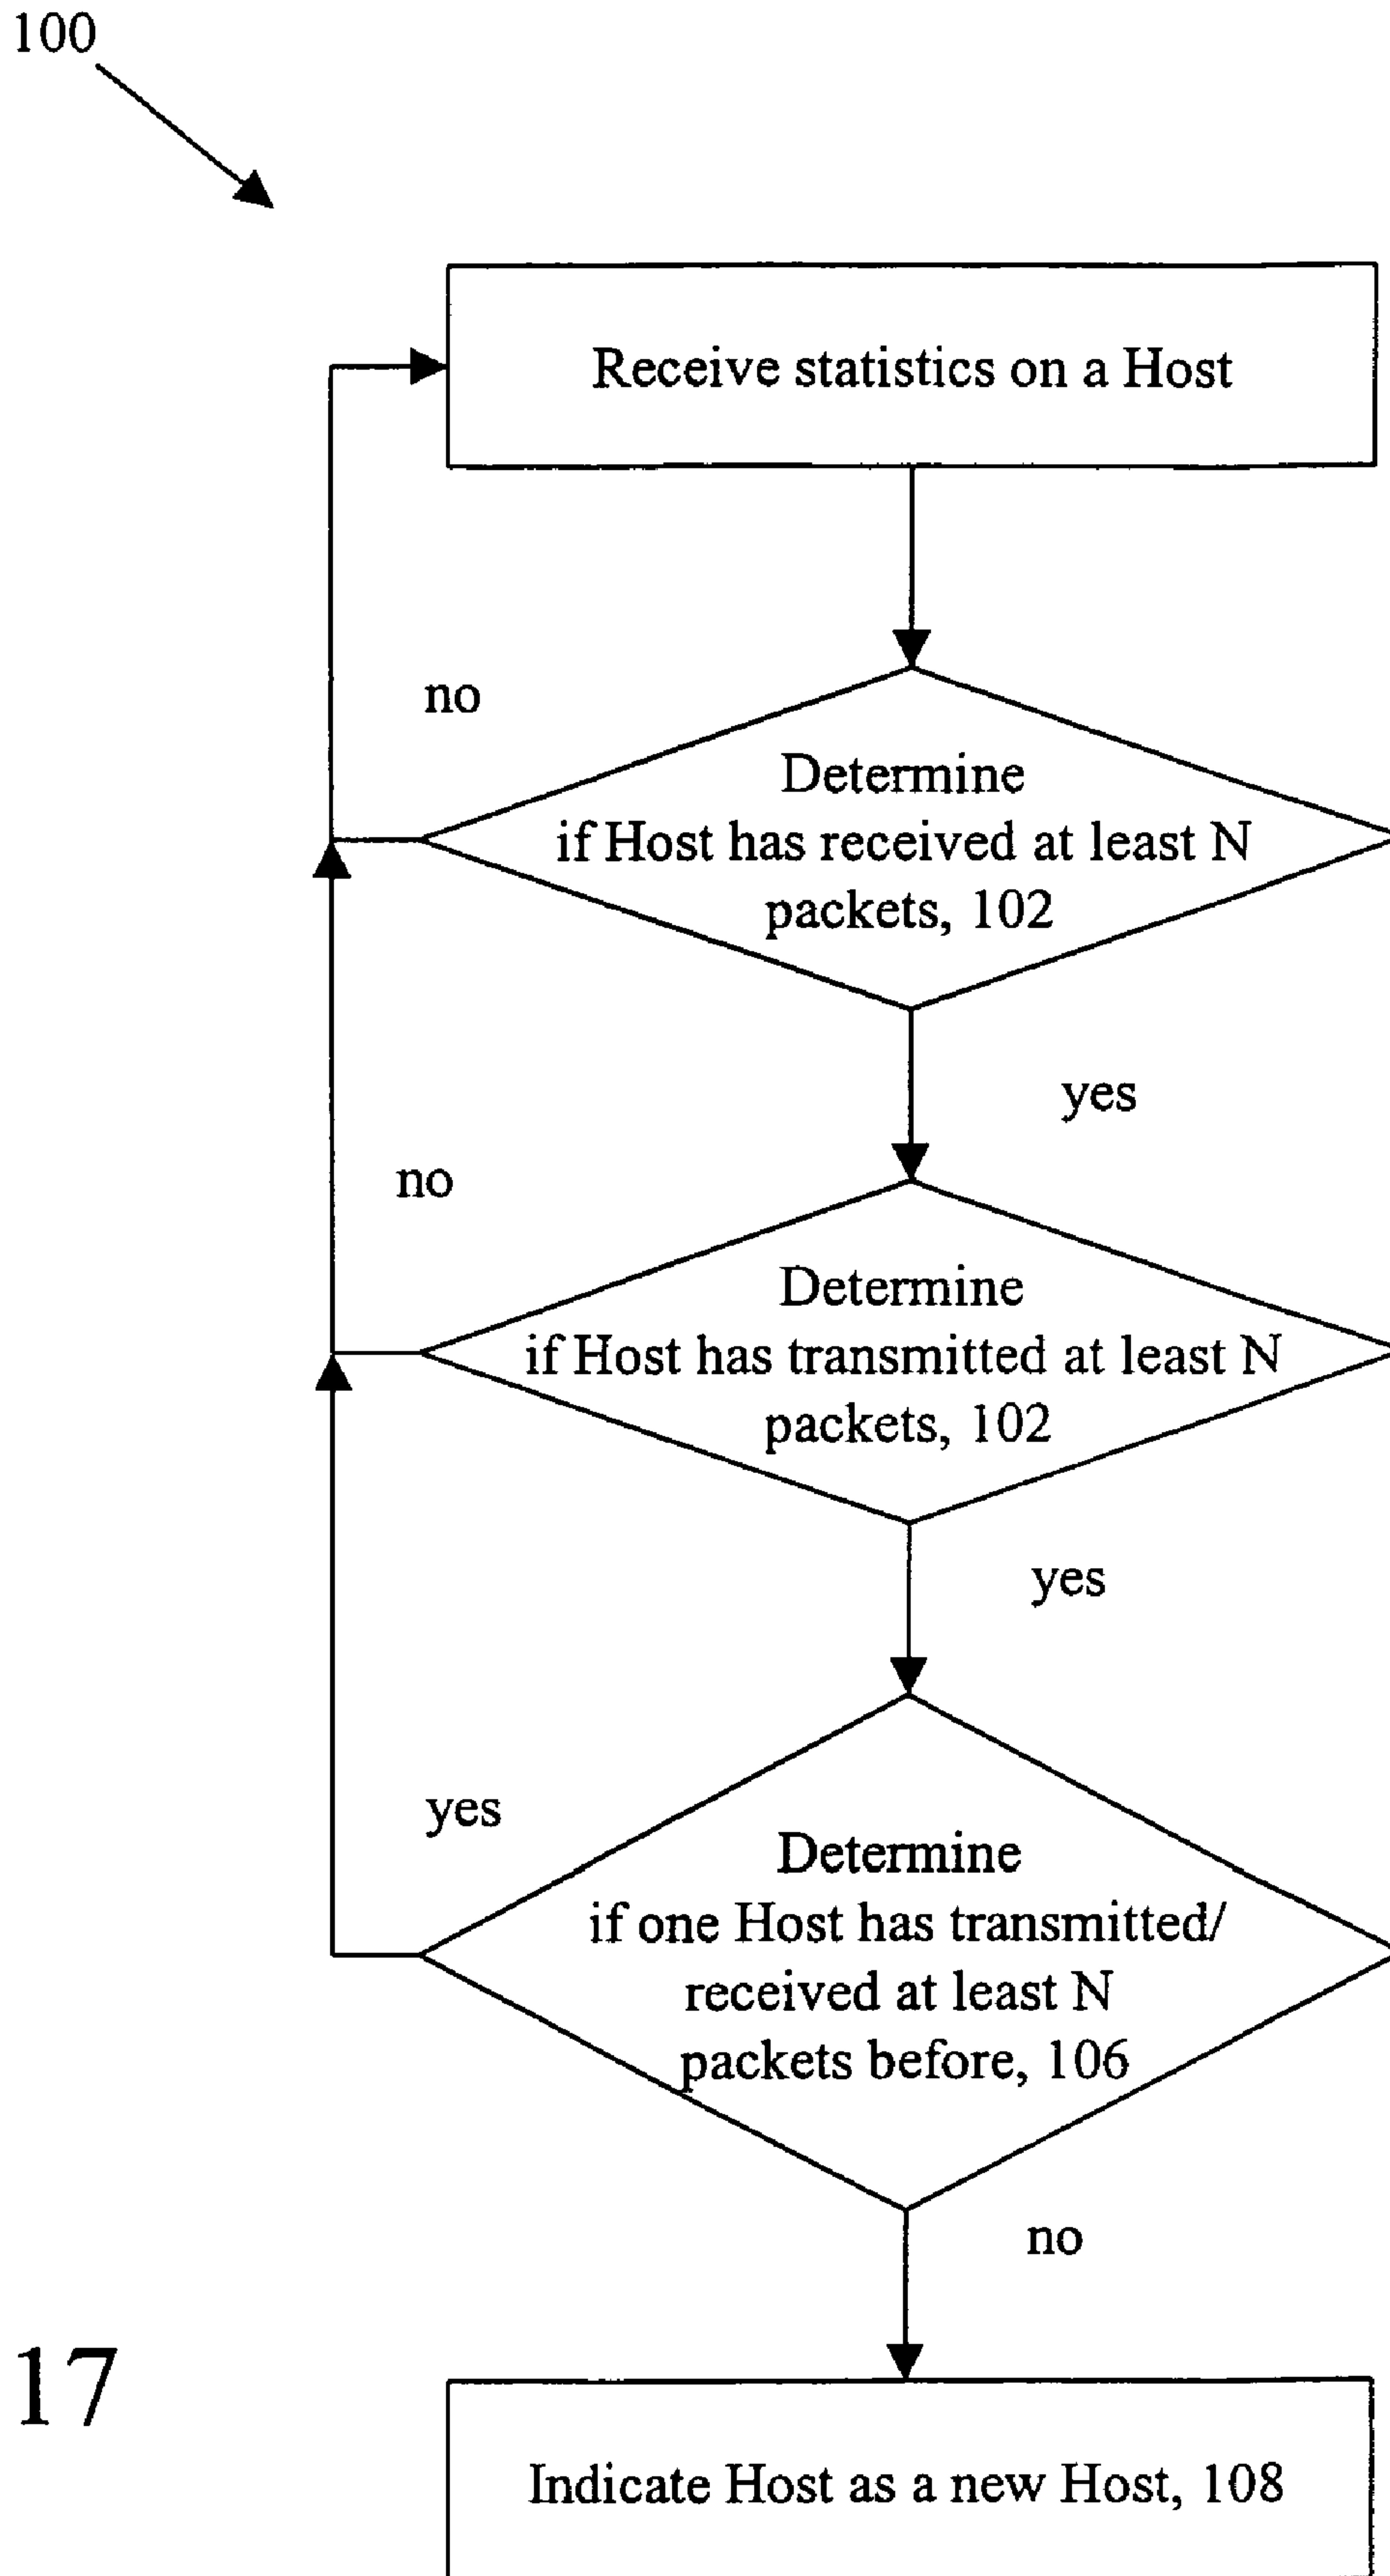 100
Receive statistics on a Host
no
Determine
if Host has received at least N
packets, 102
yes
no
Determine
if Host has transmitted at least N
packets, 102
yes
yes
Determine
if one Host has transmitted/
received at least N
packets before, 106
no
17
Indicate Host as a new Host, 108